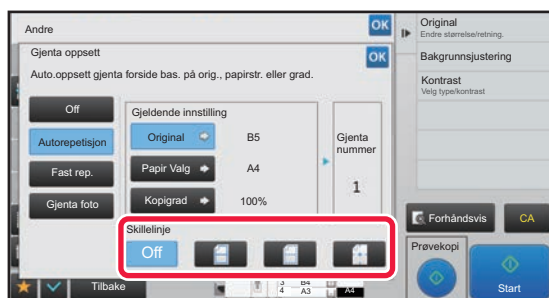 Andre
OK
Gjenta oppsett
OK
Auto.oppsett gjenta forside bas. på orig., papirstr. eller grad.
Off
Autorepetisjon
Fast rep.
Gjenta foto
Gjeldende innstilling
Original
B5
Papir Valg
A4
Kopigrad
100%
Gjenta
nummer
1
Skillelinje
Off
Tilbake
3 B4
4 A3
A4
Original
Endre størrelse/retning.
Bakgrunnsjustering
Kontrast
Velg type/kontrast
Forhåndsvis
CA
Prøvekopi
Start